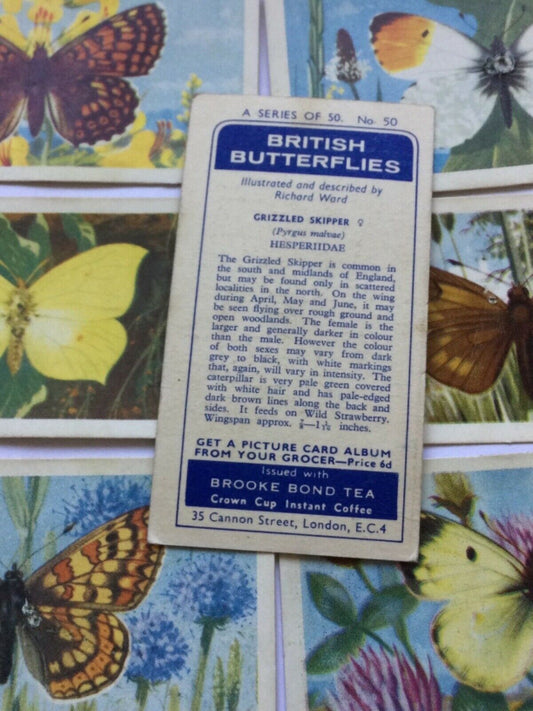 A SERIES OF 50. No. 50
BRITISH
BUTTERFLIES
Illustrated and described by
Richard Ward
GRIZZLED SKIPPER ♀
(Pyrgus malvae)
HESPERIIDAE
The Grizzled Skipper is common in
the south and midlands of England,
but may be found only in scattered
localities in the north. On the wing
during April, May and June, it may
be seen flying over rough ground and
open woodlands. The female is the
larger and generally darker in colour
than the male. However the colour
of both sexes may vary from dark
grey to black, with white markings
that, again, will vary in intensity. The
caterpillar is very pale green covered
with white hair and has pale-edged
dark brown lines along the back and
sides. It feeds on Wild Strawberry.
Wingspan approx. inches.
GET A PICTURE CARD ALBUM
FROM YOUR GROCER—Price 6d
Issued with
BROOKE BOND TEA
Crown Cup Instant Coffee
35 Cannon Street, London, E.C.4